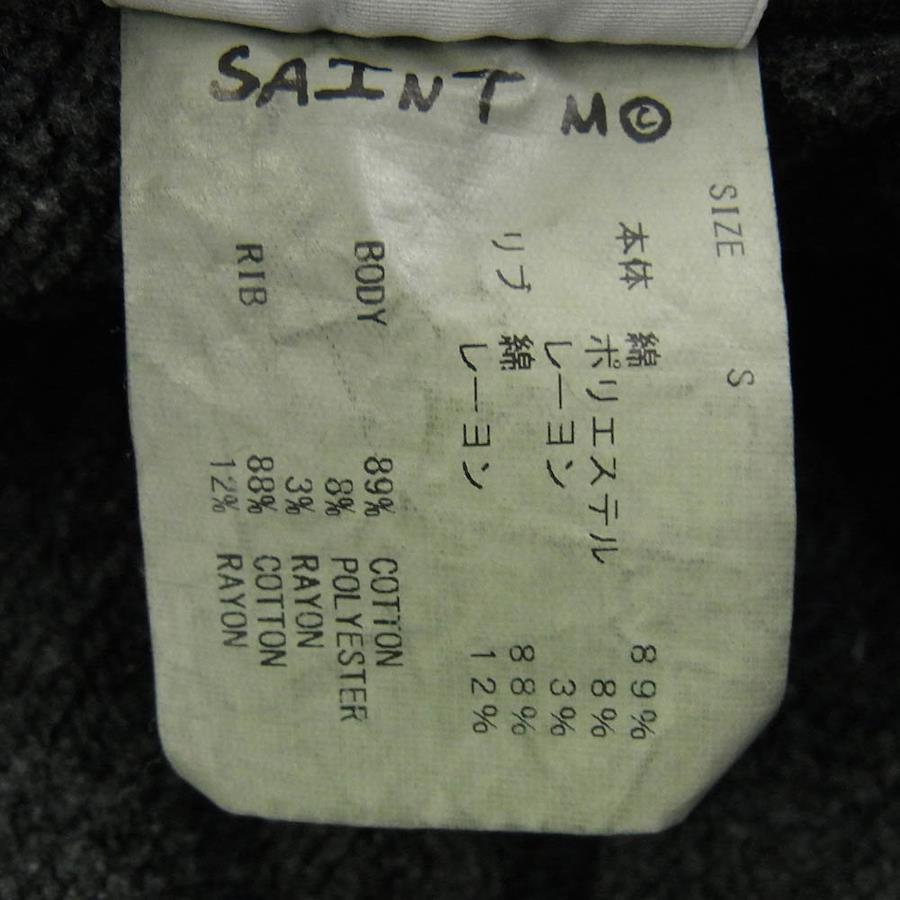 SAINT M©
SIZE S
本体 綿 89%
ポリエステル 8%
レーヨン 3%
リブ 綿 88%
レーヨン 12%
BODY 89% COTTON
8% POLYESTER
3% RAYON
RIB 88% COTTON
12% RAYON